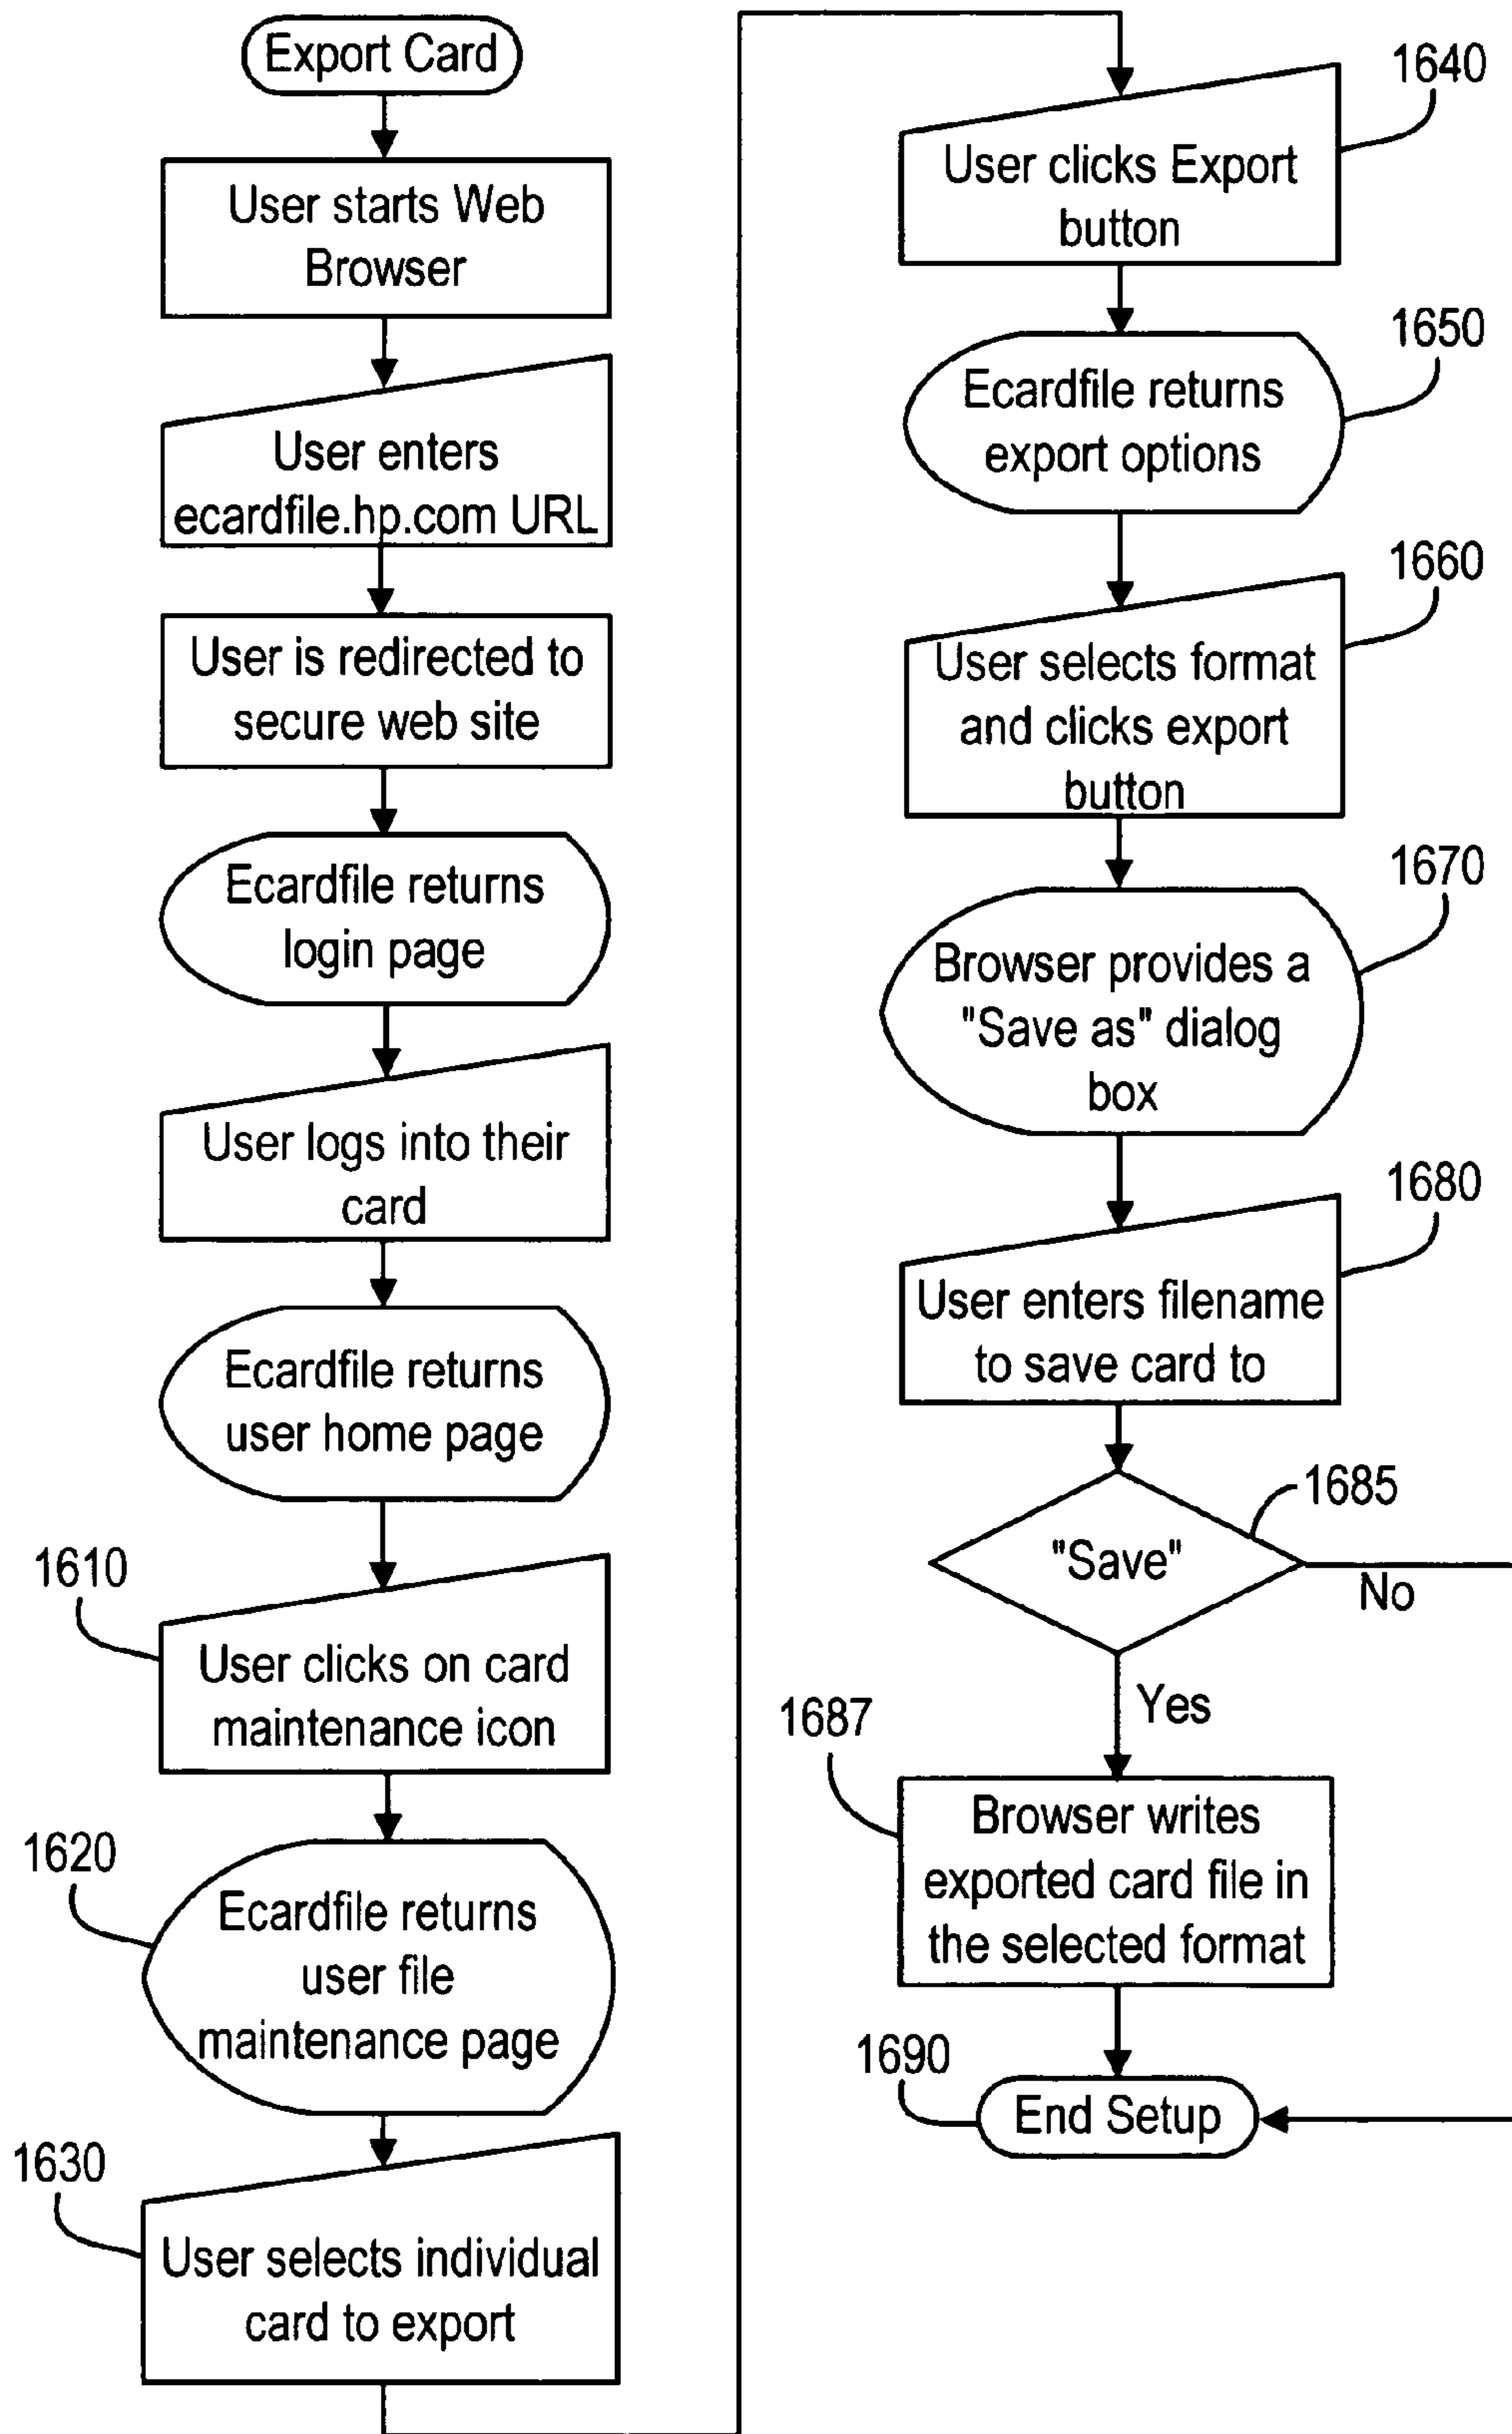 Export Card
User starts Web
Browser
User enters
ecardfile.hp.com URL
User is redirected to
secure web site
Ecardfile returns
login page
User logs into their
card
Ecardfile returns
user home page
1610
User clicks on card
maintenance icon
1620
Ecardfile returns
user file
maintenance page
1630
User selects individual
card to export
1640
User clicks Export
button
1650
Ecardfile returns
export options
1660
User selects format
and clicks export
button
1670
Browser provides a
"Save as" dialog
box
1680
User enters filename
to save card to
1685
"Save"
No
Yes
1687
Browser writes
exported card file in
the selected format
1690
End Setup